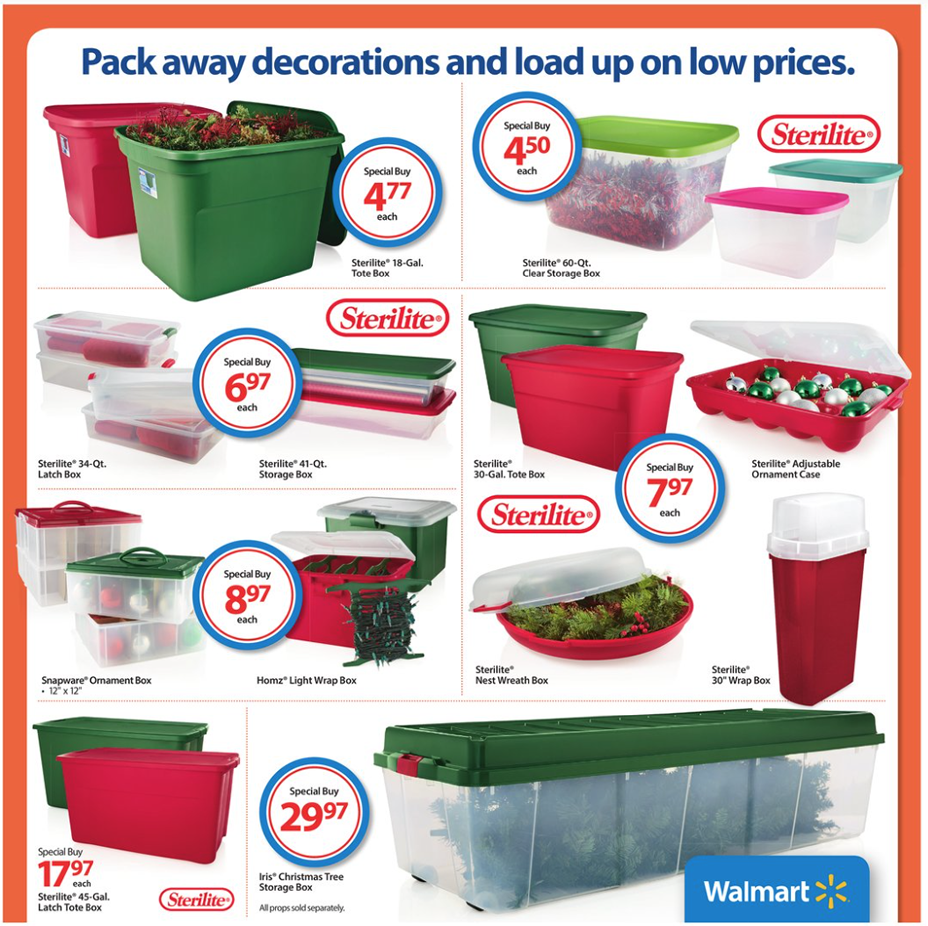 Pack away decorations and load up on low prices.
Special Buy
4.77
each
Sterilite® 18-Gal.
Tote Box
Special Buy
4.50
each
Sterilite®
Sterilite® 60-Qt.
Clear Storage Box
Sterilite®
Special Buy
6.97
each
Sterilite® 34-Qt.
Latch Box
Sterilite® 41-Qt.
Storage Box
Sterilite®
30-Gal. Tote Box
Special Buy
7.97
each
Sterilite® Adjustable
Ornament Case
Sterilite®
Sterilite®
Nest Wreath Box
Sterilite®
30" Wrap Box
Special Buy
8.97
each
Snapware® Ornament Box
• 12" x 12"
Homz® Light Wrap Box
Special Buy
17.97
each
Sterilite® 45-Gal.
Latch Tote Box
Sterilite®
Special Buy
29.97
Iris® Christmas Tree
Storage Box
All props sold separately.
Walmart